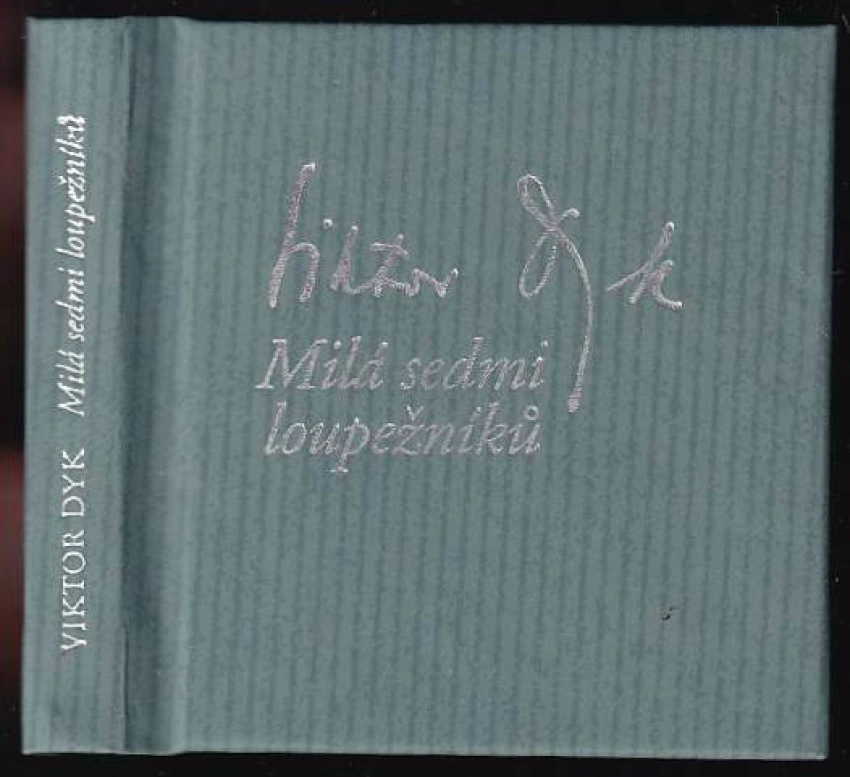 VIKTOR DYK Milá sedmi loupežníků
Viktor Dyk
Milá sedmi
loupežníků